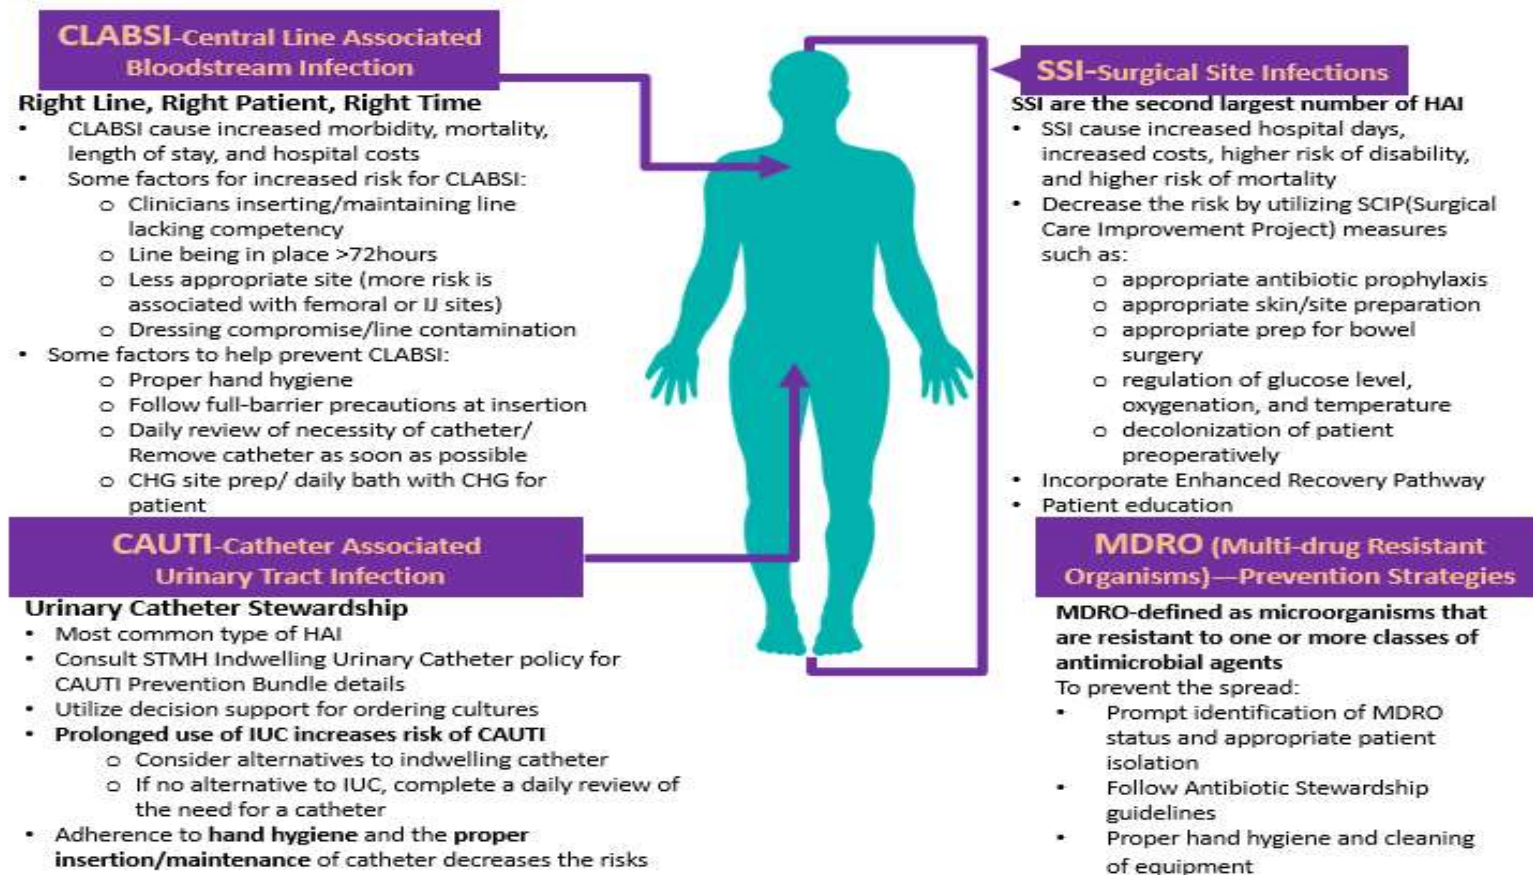 CLABSI-Central Line Associated
Bloodstream Infection
Right Line, Right Patient, Right Time
• CLABSI cause increased morbidity, mortality,
length of stay, and hospital costs
• Some factors for increased risk for CLABSI:
o Clinicians inserting/maintaining line
lacking competency
o Line being in place >72hours
o Less appropriate site (more risk is
associated with femoral or IJ sites)
o Dressing compromise/line contamination
• Some factors to help prevent CLABSI:
o Proper hand hygiene
o Follow full-barrier precautions at insertion
o Daily review of necessity of catheter/
Remove catheter as soon as possible
o CHG site prep/ daily bath with CHG for
patient
CAUTI-Catheter Associated
Urinary Tract Infection
Urinary Catheter Stewardship
• Most common type of HAI
• Consult STMH Indwelling Urinary Catheter policy for
CAUTI Prevention Bundle details
• Utilize decision support for ordering cultures
• Prolonged use of IUC increases risk of CAUTI
o Consider alternatives to indwelling catheter
o If no alternative to IUC, complete a daily review of
the need for a catheter
• Adherence to hand hygiene and the proper
insertion/maintenance of catheter decreases the risks
SSI-Surgical Site Infections
SSI are the second largest number of HAI
• SSI cause increased hospital days,
increased costs, higher risk of disability,
and higher risk of mortality
• Decrease the risk by utilizing SCIP(Surgical
Care Improvement Project) measures
such as:
o appropriate antibiotic prophylaxis
o appropriate skin/site preparation
o appropriate prep for bowel
surgery
o regulation of glucose level,
oxygenation, and temperature
o decolonization of patient
preoperatively
• Incorporate Enhanced Recovery Pathway
• Patient education
MDRO (Multi-drug Resistant
Organisms)—Prevention Strategies
MDRO-defined as microorganisms that
are resistant to one or more classes of
antimicrobial agents
To prevent the spread:
• Prompt identification of MDRO
status and appropriate patient
isolation
• Follow Antibiotic Stewardship
guidelines
• Proper hand hygiene and cleaning
of equipment